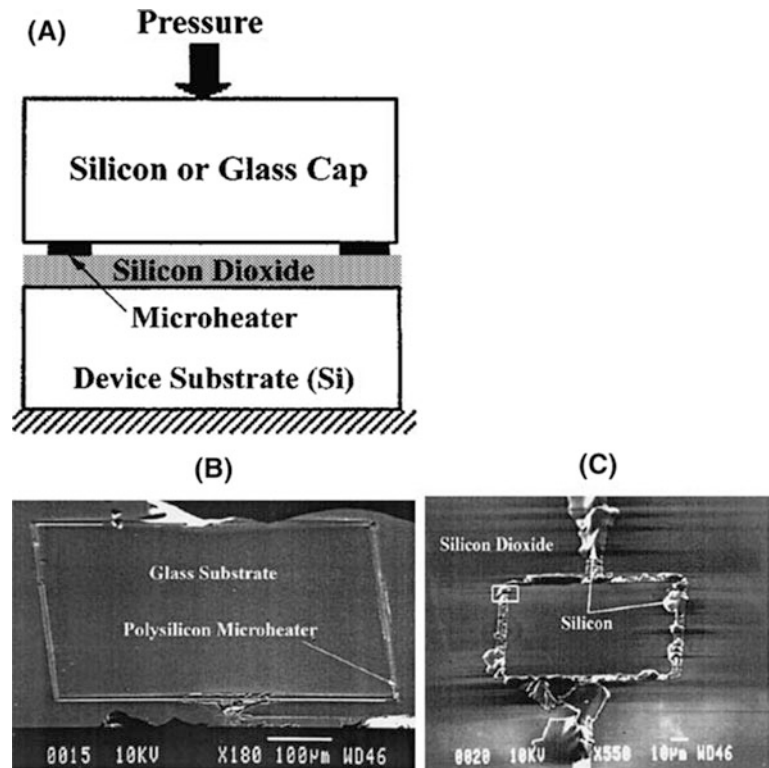 (A)
Pressure
Silicon or Glass Cap
Silicon Dioxide
Microheater
Device Substrate (Si)
(B)
Glass Substrate
Polysilicon Microheater
0015 10KV X180 100μm WD46
(C)
Silicon Dioxide
Silicon
0020 10KV X550 10μm WD46